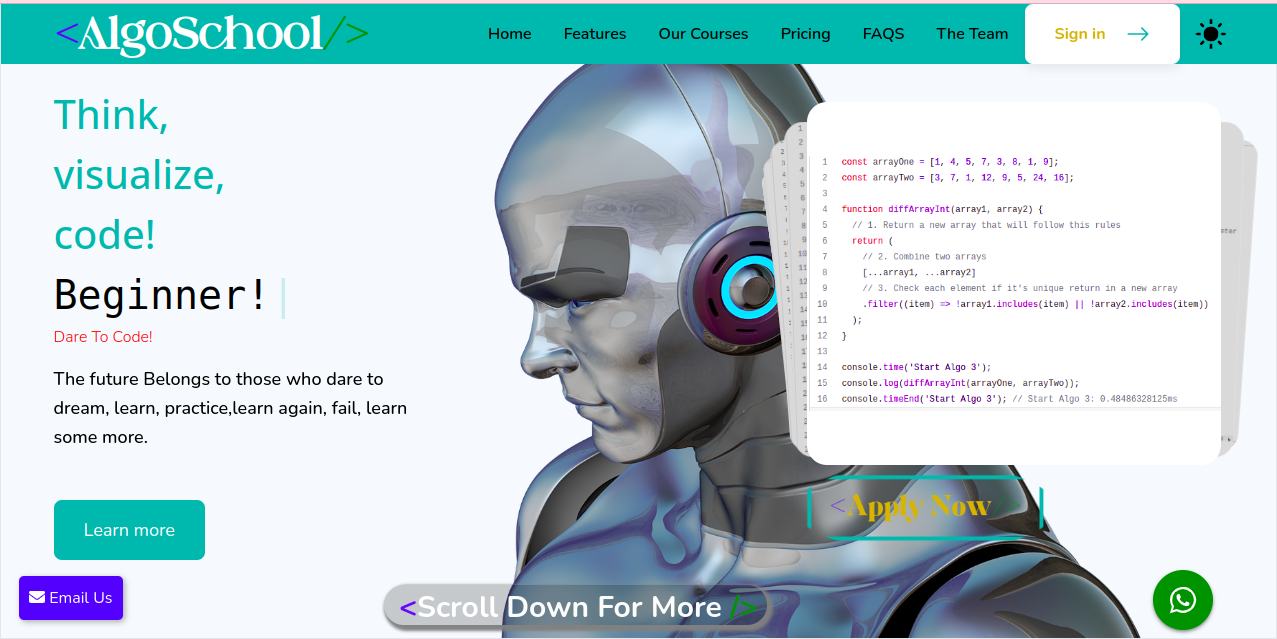 <AlgoSchool/>
Home
Features
Our Courses
Pricing
FAQS
The Team
Sign in
Think,
visualize,
code!
Beginner!
Dare To Code!
The future Belongs to those who dare to
dream, learn, practice,learn again, fail, learn
some more.
Learn more
Email Us
1 const arrayOne = [1, 4, 5, 7, 3, 8, 1, 9];
2 const arrayTwo = [3, 7, 1, 12, 9, 5, 24, 16];
3
4 function diffArrayInt(array1, array2) {
5 // 1. Return a new array that will follow this rules
6 return (
7 // 2. Combine two arrays
8 [...array1, ...array2]
9 // 3. Check each element if it's unique return in a new array
10 .filter((item) => !array1.includes(item) || !array2.includes(item))
11 );
12 }
13
14 console.time('Start Algo 3');
15 console.log(diffArrayInt(arrayOne, arrayTwo));
16 console.timeEnd('Start Algo 3'); // Start Algo 3: 0.48486328125ms
<Apply Now/>
<Scroll Down For More />